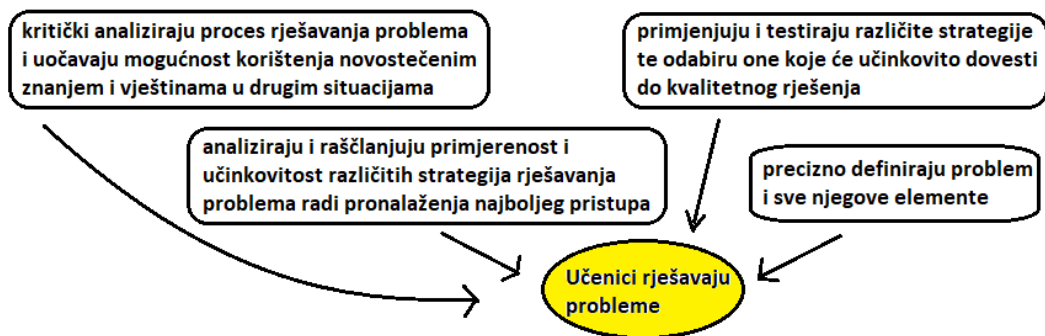 kritički analiziraju proces rješavanja problema
i uočavaju mogućnost korištenja novostečenim
znanjem i vještinama u drugim situacijama
primjenjuju i testiraju različite strategije
te odabiru one koje će učinkovito dovesti
do kvalitetnog rješenja
analiziraju i raščlanjuju primjerenost i
učinkovitost različitih strategija rješavanja
problema radi pronalaženja najboljeg pristupa
precizno definiraju problem
i sve njegove elemente
Učenici rješavaju
probleme